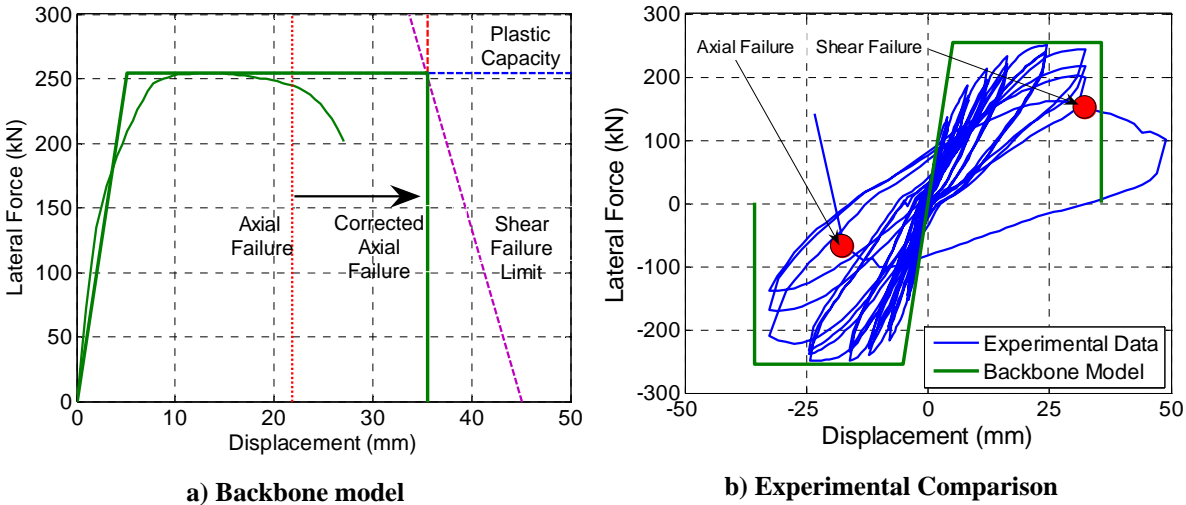 300
250
200
150
100
50
0
0
10
20
30
40
50
Lateral Force (kN)
Displacement (mm)
Plastic
Capacity
Axial
Failure
Corrected
Axial
Failure
Shear
Failure
Limit
a) Backbone model
300
200
100
0
-100
-200
-300
-50
-25
0
25
50
Lateral Force (kN)
Displacement (mm)
Axial Failure
Shear Failure
Experimental Data
Backbone Model
b) Experimental Comparison